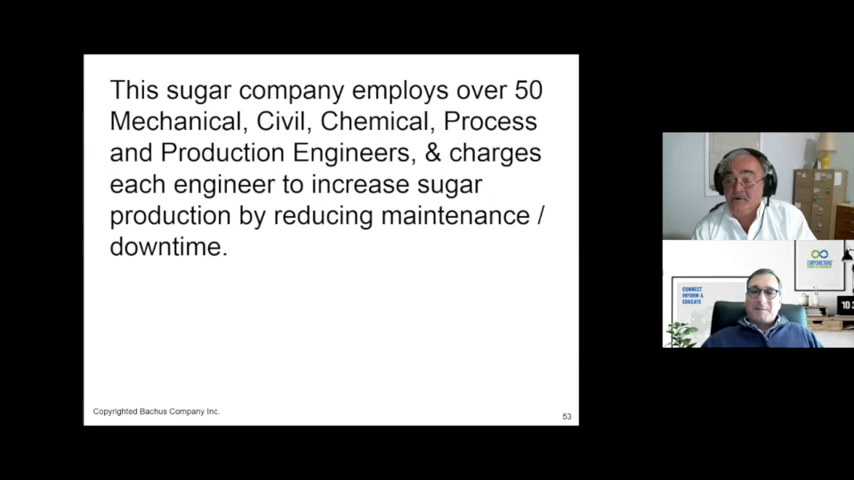 This sugar company employs over 50
Mechanical, Civil, Chemical, Process
and Production Engineers, & charges
each engineer to increase sugar
production by reducing maintenance /
downtime.
Copyrighted Bachus Company Inc.
53
CONNECT
INFORM &
EDUCATE
10